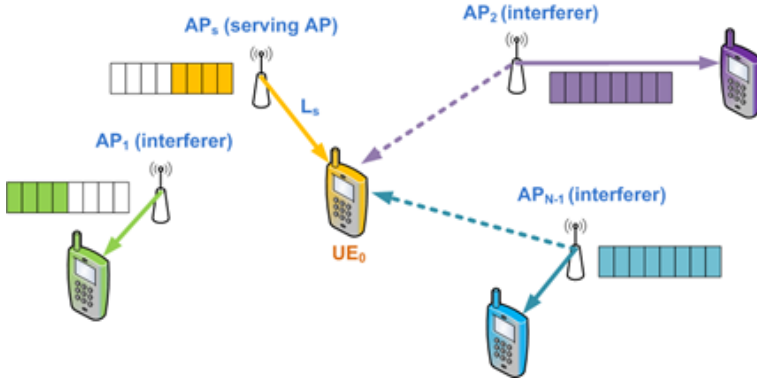 APs (serving AP)
AP2 (interferer)
Ls
AP1 (interferer)
APN-1 (interferer)
UE0